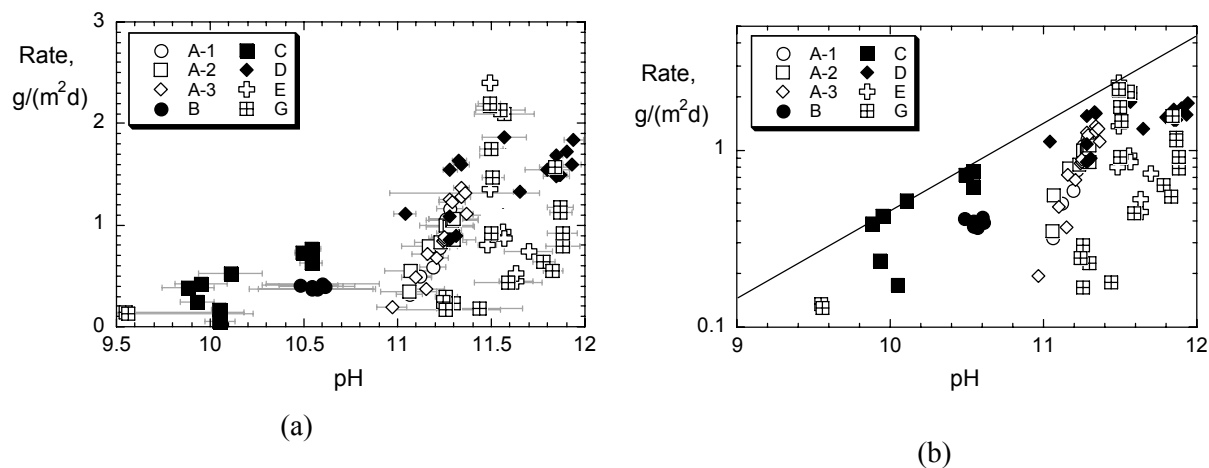 Rate,
g/(m²d)
3
2
1
0
A-1
A-2
A-3
B
C
D
E
G
9.5 10 10.5 11 11.5 12
pH
(a)
Rate,
g/(m²d)
1
0.1
A-1
A-2
A-3
B
C
D
E
G
9 10 11 12
pH
(b)